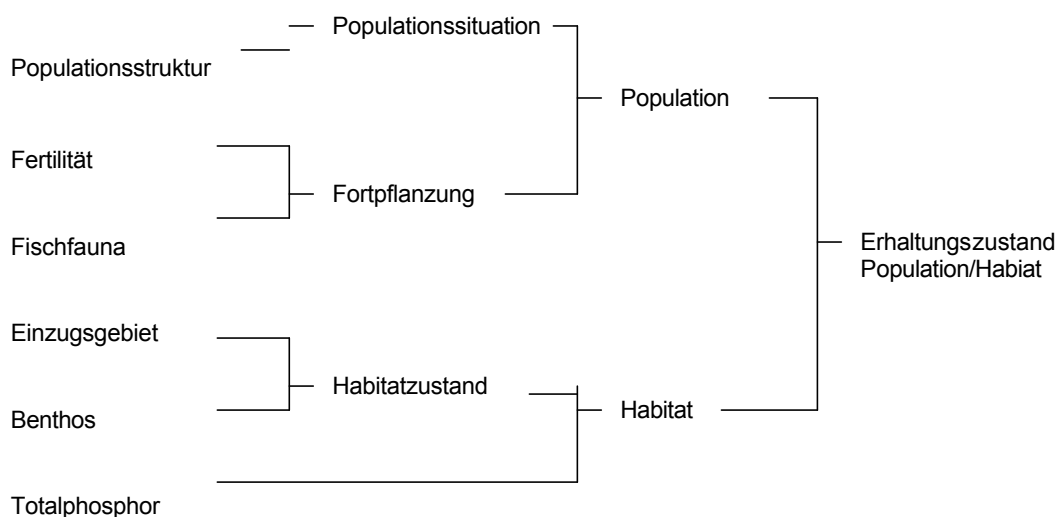 Populationssituation
Populationsstruktur
Population
Fertilität
Fortpflanzung
Fischfauna
Erhaltungszustand
Population/Habiat
Einzugsgebiet
Habitatzustand
Habitat
Benthos
Totalphosphor